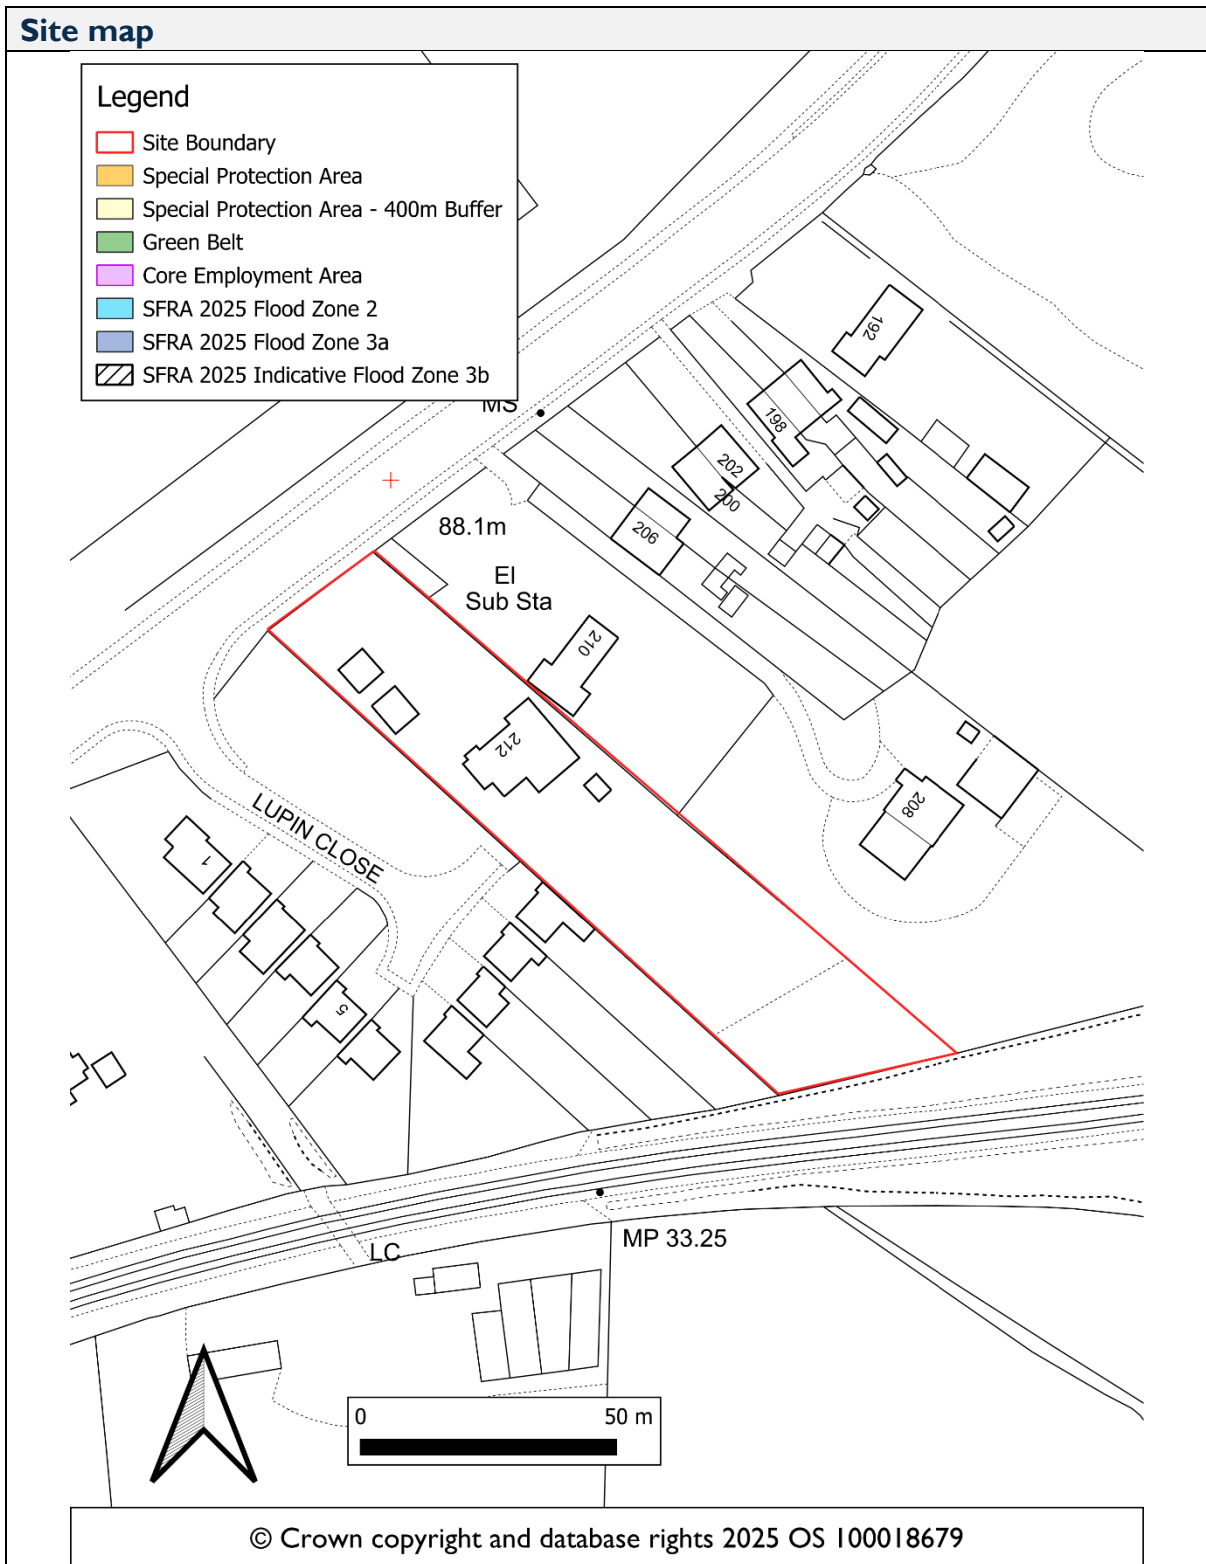 Site map
Legend
Site Boundary
Special Protection Area
Special Protection Area - 400m Buffer
Green Belt
Core Employment Area
SFRA 2025 Flood Zone 2
SFRA 2025 Flood Zone 3a
SFRA 2025 Indicative Flood Zone 3b
MS
192
198
202
200
206
88.1m
El
Sub Sta
210
212
208
LUPIN CLOSE
1
5
MP 33.25
LC
0 50 m
© Crown copyright and database rights 2025 OS 100018679